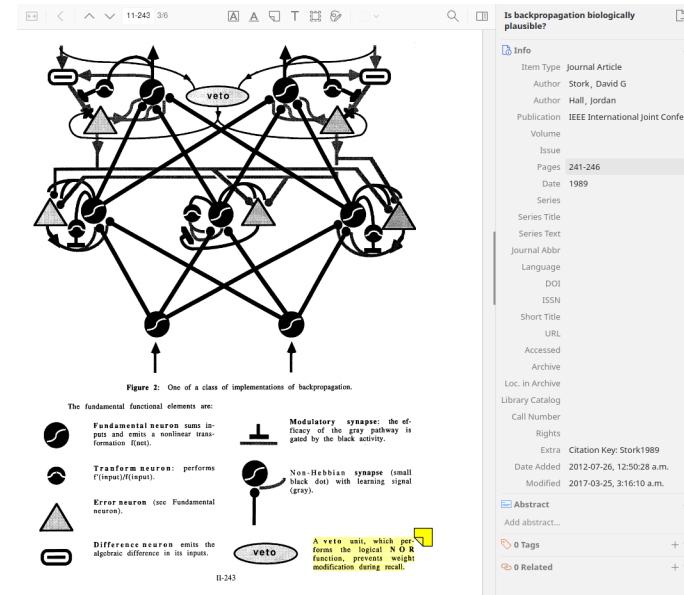 11-243 3/6
veto
Figure 2: One of a class of implementations of backpropagation.
The fundamental functional elements are:
Fundamental neuron sums in-
puts and emits a nonlinear trans-
formation f(net).
Tranform neuron: performs
f'(input)/f(input).
Error neuron (see Fundamental
neuron).
Difference neuron emits the
algebraic difference in its inputs.
Modulatory synapse: the ef-
ficacy of the gray pathway is
gated by the black activity.
Non-Hebbian synapse (small
black dot) with learning signal
(gray).
veto
A veto unit, which per-
forms the logical NOR
function, prevents weight
modification during recall.
II-243
Is backpropagation biologically
plausible?
Info
Item Type Journal Article
Author Stork, David G
Author Hall, Jordan
Publication IEEE International Joint Confe
Volume
Issue
Pages 241-246
Date 1989
Series
Series Title
Series Text
Journal Abbr
Language
DOI
ISSN
Short Title
URL
Accessed
Archive
Loc. in Archive
Library Catalog
Call Number
Rights
Extra Citation Key: Stork1989
Date Added 2012-07-26, 12:50:28 a.m.
Modified 2017-03-25, 3:16:10 a.m.
Abstract
Add abstract...
0 Tags
0 Related